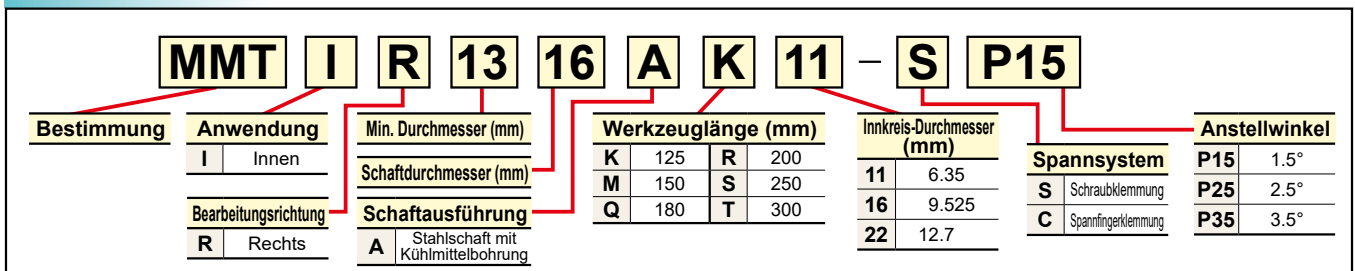 MMT I R 13 16 A K 11 – S P15
Bestimmung
Anwendung
I Innen
Bearbeitungsrichtung
R Rechts
Min. Durchmesser (mm)
Schaftdurchmesser (mm)
Schaftausführung
A Stahlschaft mit
Kühlmittelbohrung
Werkzeuglänge (mm)
K 125 R 200
M 150 S 250
Q 180 T 300
Innkreis-Durchmesser
(mm)
11 6.35
16 9.525
22 12.7
Spannsystem
S Schraubklemmung
C Spannfingerklemmung
Anstellwinkel
P15 1.5°
P25 2.5°
P35 3.5°